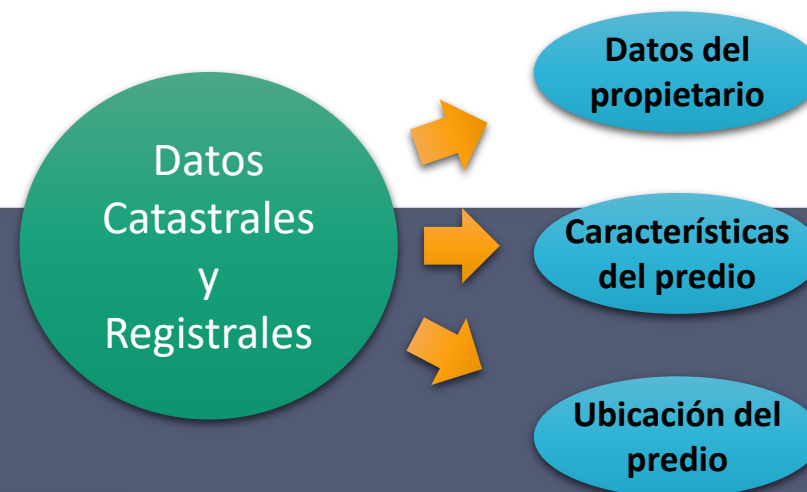 Datos
Catastrales
y
Registrales
Datos del
propietario
Características
del predio
Ubicación del
predio